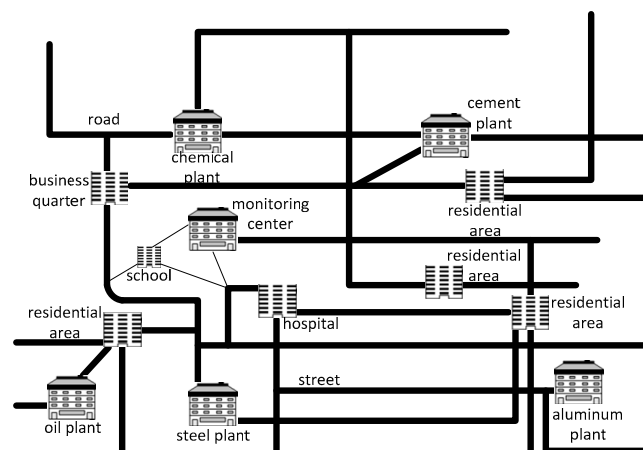 road
cement
plant
chemical
plant
business
quarter
monitoring
center
residential
area
school
residential
area
residential
area
hospital
residential
area
street
oil plant
steel plant
aluminum
plant